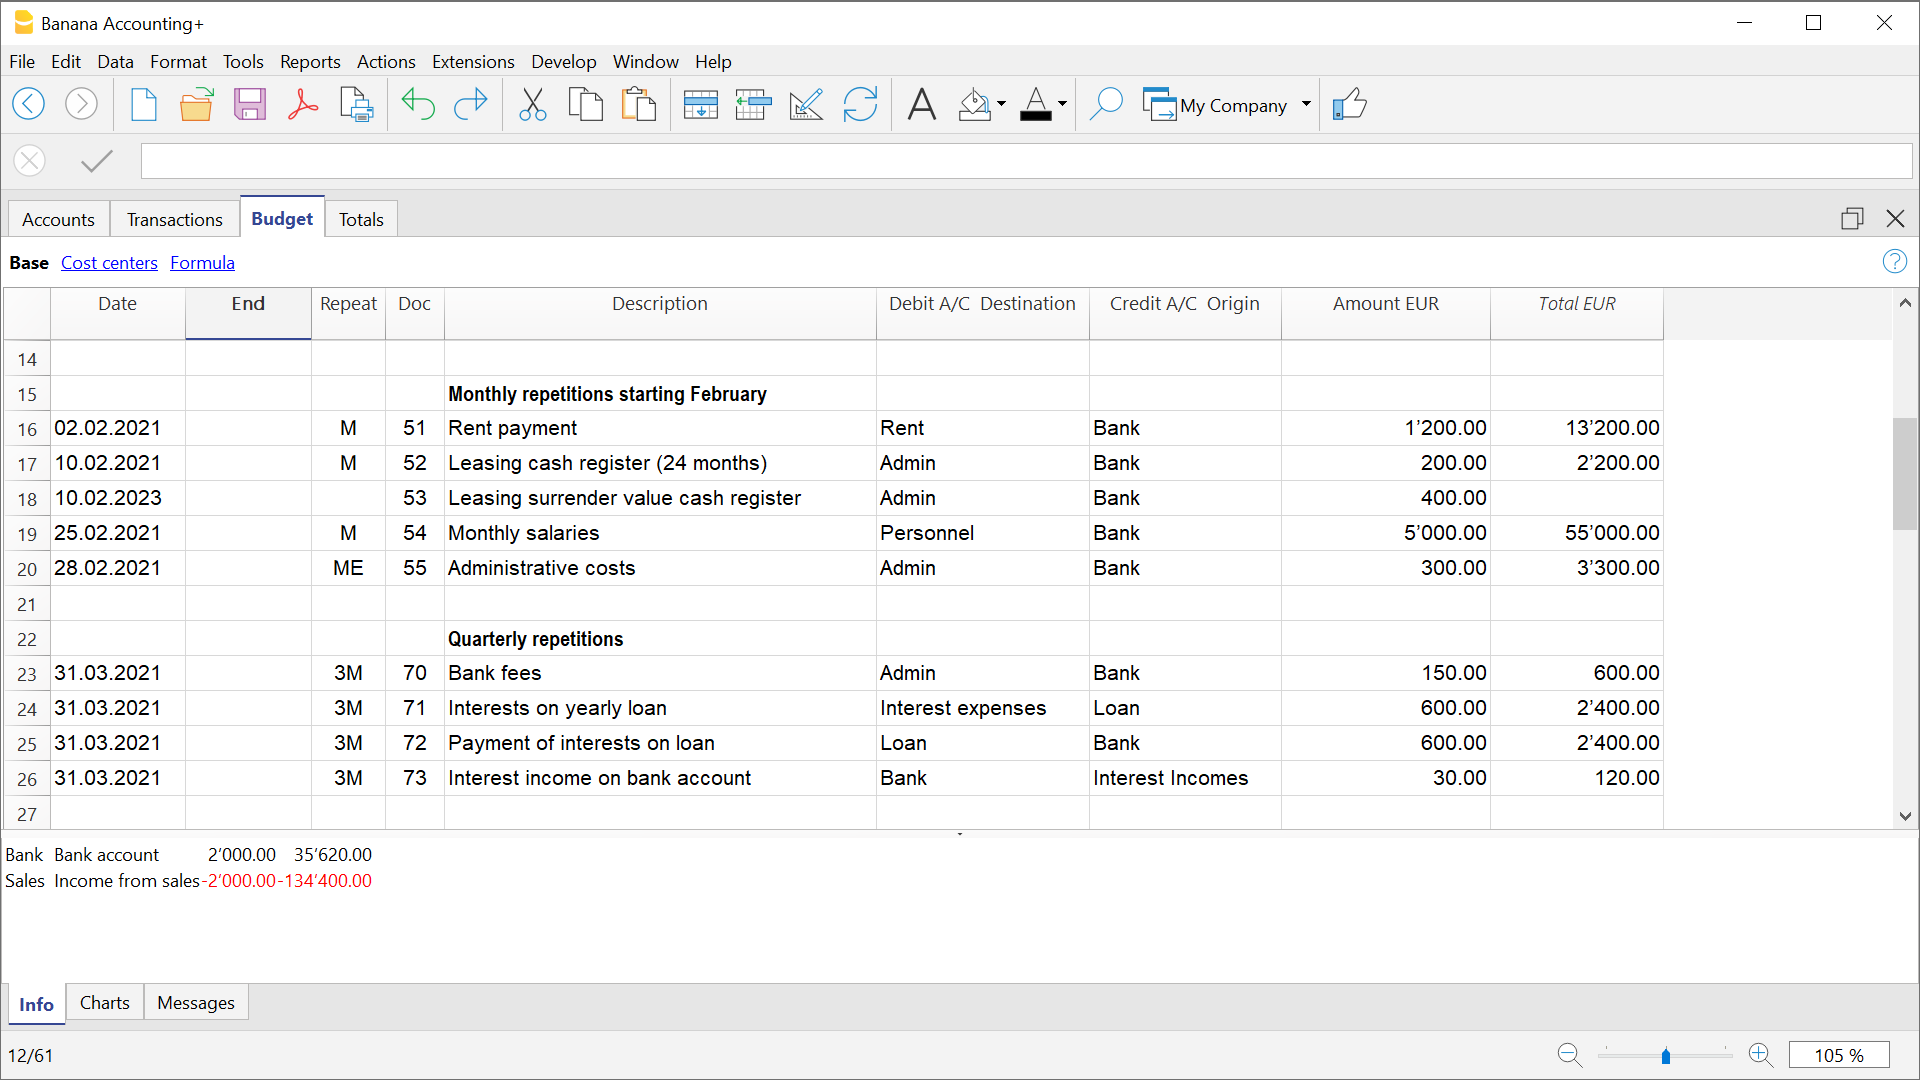 Banana Accounting+
File Edit Data Format Tools Reports Actions Extensions Develop Window Help
My Company
Accounts Transactions Budget Totals
Base Cost centers Formula
Date End Repeat Doc Description Debit A/C Destination Credit A/C Origin Amount EUR Total EUR
14
15 Monthly repetitions starting February
16 02.02.2021 M 51 Rent payment Rent Bank 1’200.00 13’200.00
17 10.02.2021 M 52 Leasing cash register (24 months) Admin Bank 200.00 2’200.00
18 10.02.2023 53 Leasing surrender value cash register Admin Bank 400.00
19 25.02.2021 M 54 Monthly salaries Personnel Bank 5’000.00 55’000.00
20 28.02.2021 ME 55 Administrative costs Admin Bank 300.00 3’300.00
21
22 Quarterly repetitions
23 31.03.2021 3M 70 Bank fees Admin Bank 150.00 600.00
24 31.03.2021 3M 71 Interests on yearly loan Interest expenses Loan 600.00 2’400.00
25 31.03.2021 3M 72 Payment of interests on loan Loan Bank 600.00 2’400.00
26 31.03.2021 3M 73 Interest income on bank account Bank Interest Incomes 30.00 120.00
27
Bank Bank account 2’000.00 35’620.00
Sales Income from sales -2’000.00 -134’400.00
Info Charts Messages
12/61 105 %